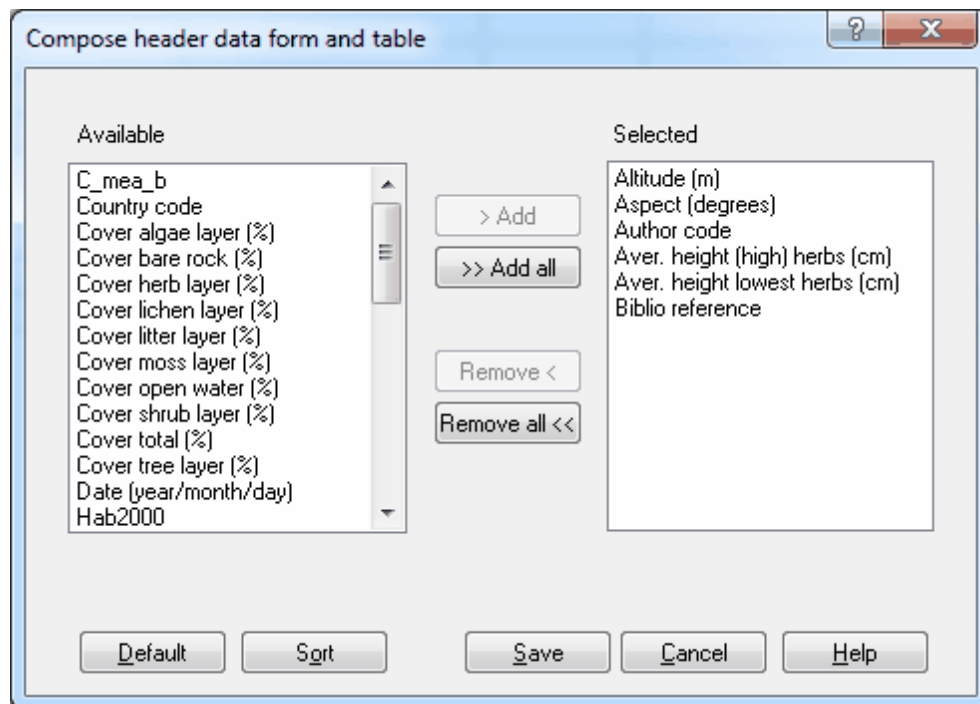 Compose header data form and table
Available
C_mea_b
Country code
Cover algae layer (%)
Cover bare rock (%)
Cover herb layer (%)
Cover lichen layer (%)
Cover litter layer (%)
Cover moss layer (%)
Cover open water (%)
Cover shrub layer (%)
Cover total (%)
Cover tree layer (%)
Date (year/month/day)
Hab2000
> Add
>> Add all
Remove <
Remove all <<
Selected
Altitude (m)
Aspect (degrees)
Author code
Aver. height (high) herbs (cm)
Aver. height lowest herbs (cm)
Biblio reference
Default
Sort
Save
Cancel
Help